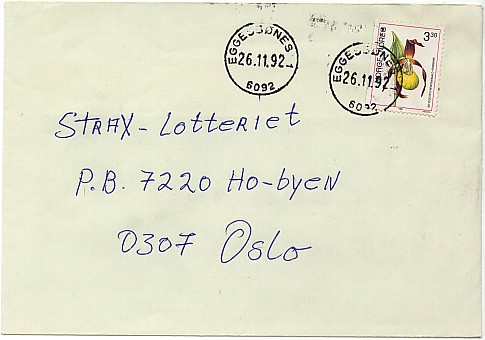 EGGESBØNES
26.11.92
6092
EGGESBØNES
26.11.92
6092
NORGE
3.30
STRAX-Lotteriet
P.B. 7220 Ho-byen
0307 Oslo